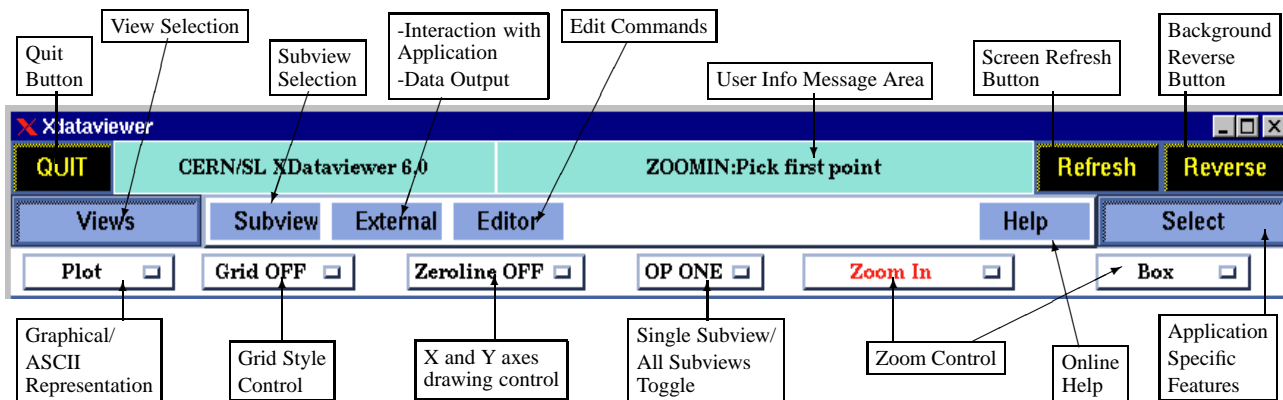 View Selection
-Interaction with
Application
-Data Output
Edit Commands
Quit
Button
Subview
Selection
User Info Message Area
Screen Refresh
Button
Background
Reverse
Button
Xdataviewer
QUIT
CERN/SL XDataviewer 6.0
ZOOMIN:Pick first point
Refresh
Reverse
Views
Subview
External
Editor
Help
Select
Plot
Grid OFF
Zeroline OFF
OP ONE
Zoom In
Box
Graphical/
ASCII
Representation
Grid Style
Control
X and Y axes
drawing control
Single Subview/
All Subviews
Toggle
Zoom Control
Online
Help
Application
Specific
Features